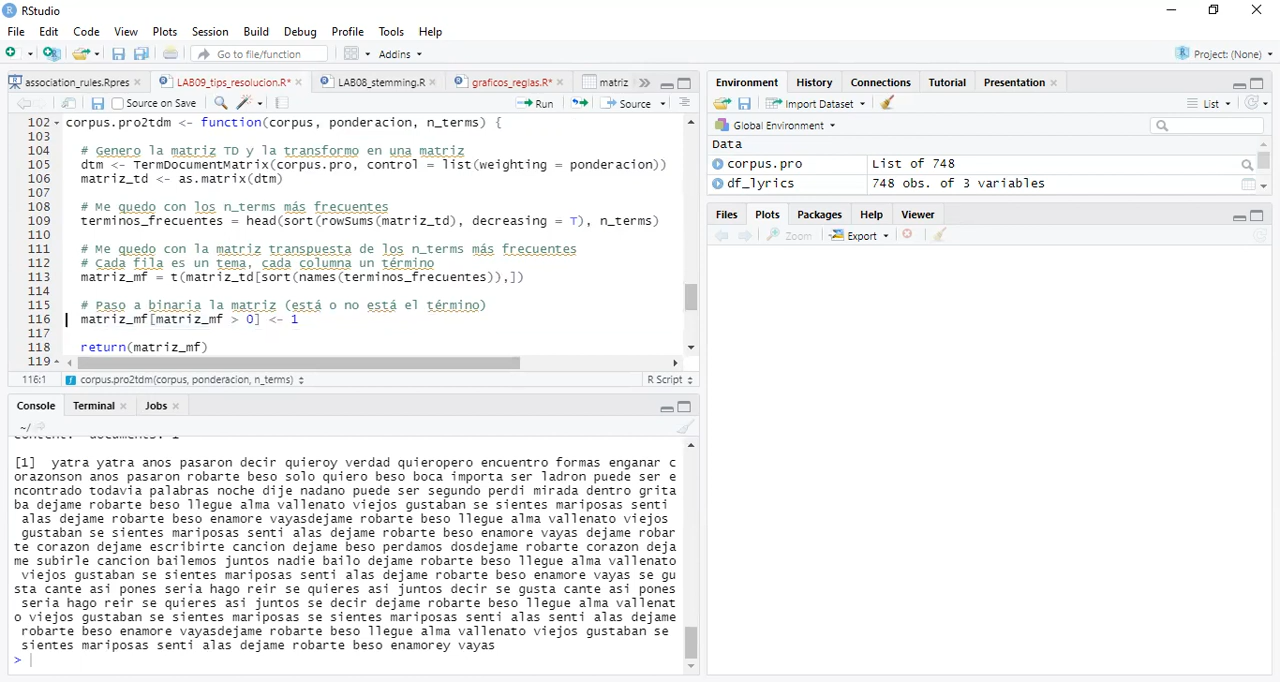 RStudio
File Edit Code View Plots Session Build Debug Profile Tools Help
Go to file/function Addins Project: (None)
association_rules.Rpres LAB09_tips_resolucion.R* LAB08_stemming.R graficos_reglas.R* matriz
Source on Save Run Source
102 corpus.pro2tdm <- function(corpus, ponderacion, n_terms) {
103
104 # Genero la matriz TD y la transformo en una matriz
105 dtm <- TermDocumentMatrix(corpus.pro, control = list(weighting = ponderacion))
106 matriz_td <- as.matrix(dtm)
107
108 # Me quedo con los n_terms más frecuentes
109 terminos_frecuentes = head(sort(rowSums(matriz_td), decreasing = T), n_terms)
110
111 # Me quedo con la matriz transpuesta de los n_terms más frecuentes
112 # Cada fila es un tema, cada columna un término
113 matriz_mf = t(matriz_td[sort(names(terminos_frecuentes)),])
114
115 # Paso a binaria la matriz (está o no está el término)
116 matriz_mf[matriz_mf > 0] <- 1
117
118 return(matriz_mf)
119
116:1 corpus.pro2tdm(corpus, ponderacion, n_terms) R Script
Console Terminal Jobs
~/
content: documents: 1
[1] yatra yatra anos pasaron decir quieroy verdad quieropero encuentro formas enganar c
orazonson anos pasaron robarte beso solo quiero beso boca importa ser ladron puede ser e
ncontrado todavia palabras noche dije nadano puede ser segundo perdi mirada dentro grita
ba dejame robarte beso llegue alma vallenato viejos gustaban se sientes mariposas senti
alas dejame robarte beso enamore vayasdejame robarte beso llegue alma vallenato viejos
gustaban se sientes mariposas senti alas dejame robarte beso enamore vayas dejame robar
te corazon dejame escribirte cancion dejame beso perdamos dosdejame robarte corazon deja
me subirle cancion bailemos juntos nadie bailo dejame robarte beso llegue alma vallenato
viejos gustaban se sientes mariposas senti alas dejame robarte beso enamore vayas se gu
sta cante asi pones seria hago reir se quieres asi juntos decir se gusta cante asi pones
seria hago reir se quieres asi juntos se decir dejame robarte beso llegue alma vallenat
o viejos gustaban se sientes mariposas se sientes mariposas senti alas senti alas dejame
robarte beso enamore vayasdejame robarte beso llegue alma vallenato viejos gustaban se
sientes mariposas senti alas dejame robarte beso enamorey vayas
>
Environment History Connections Tutorial Presentation
Import Dataset List
Global Environment
Data
corpus.pro List of 748
df_lyrics 748 obs. of 3 variables
Files Plots Packages Help Viewer
Zoom Export